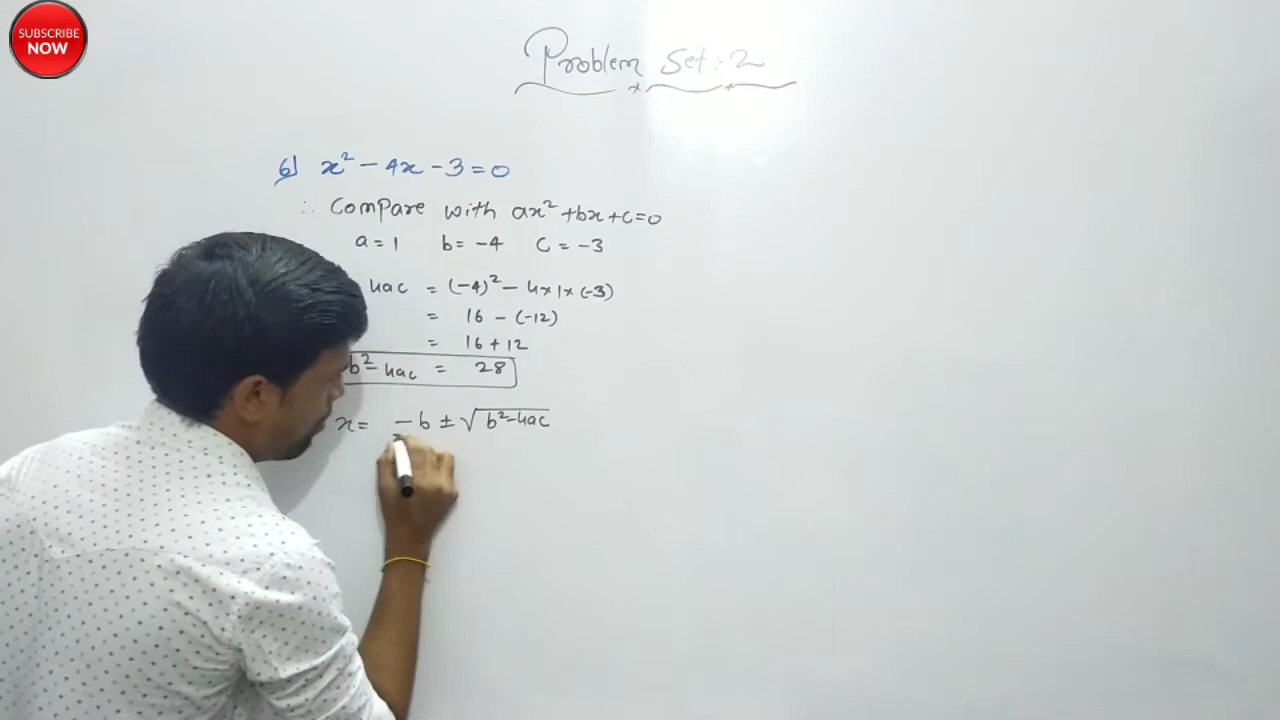 SUBSCRIBE
NOW
Problem Set : 2
6] x² - 4x - 3 = 0
∴ Compare with ax² + bx + c = 0
a = 1 b = -4 c = -3
4ac = (-4)² - 4 × 1 × (-3)
= 16 - (-12)
= 16 + 12
b² - 4ac = 28
x = -b ± √b² - 4ac